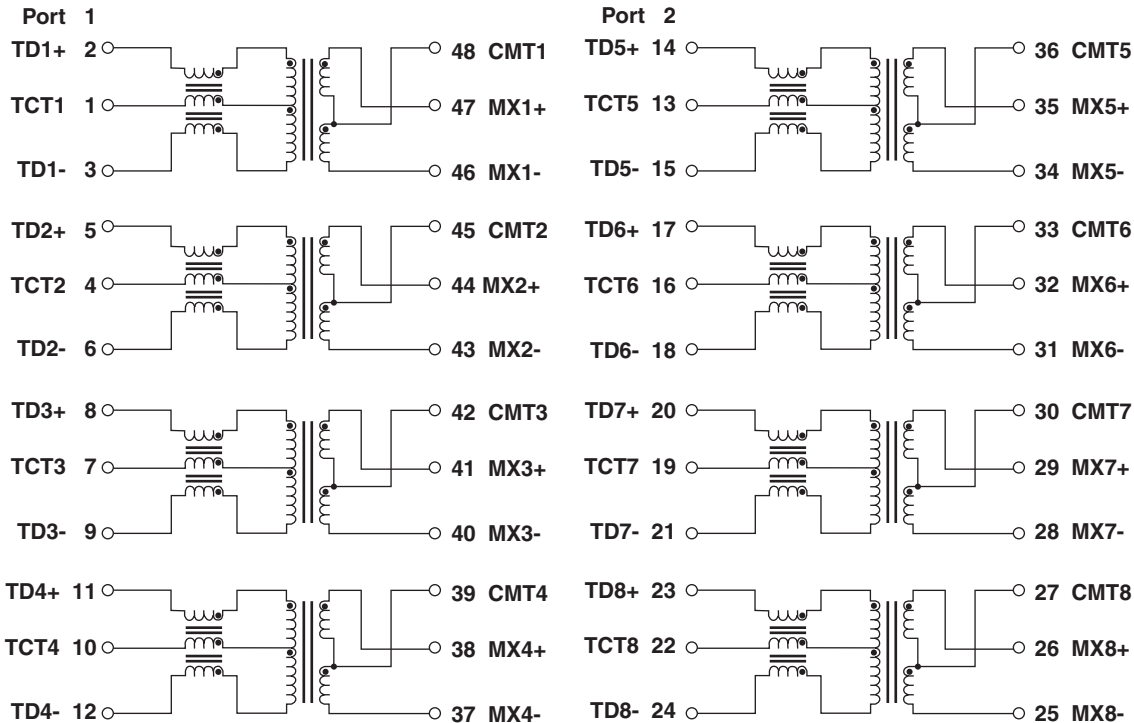 Port 1
TD1+ 2
48 CMT1
TCT1 1
47 MX1+
TD1- 3
46 MX1-
TD2+ 5
45 CMT2
TCT2 4
44 MX2+
TD2- 6
43 MX2-
TD3+ 8
42 CMT3
TCT3 7
41 MX3+
TD3- 9
40 MX3-
TD4+ 11
39 CMT4
TCT4 10
38 MX4+
TD4- 12
37 MX4-
Port 2
TD5+ 14
36 CMT5
TCT5 13
35 MX5+
TD5- 15
34 MX5-
TD6+ 17
33 CMT6
TCT6 16
32 MX6+
TD6- 18
31 MX6-
TD7+ 20
30 CMT7
TCT7 19
29 MX7+
TD7- 21
28 MX7-
TD8+ 23
27 CMT8
TCT8 22
26 MX8+
TD8- 24
25 MX8-